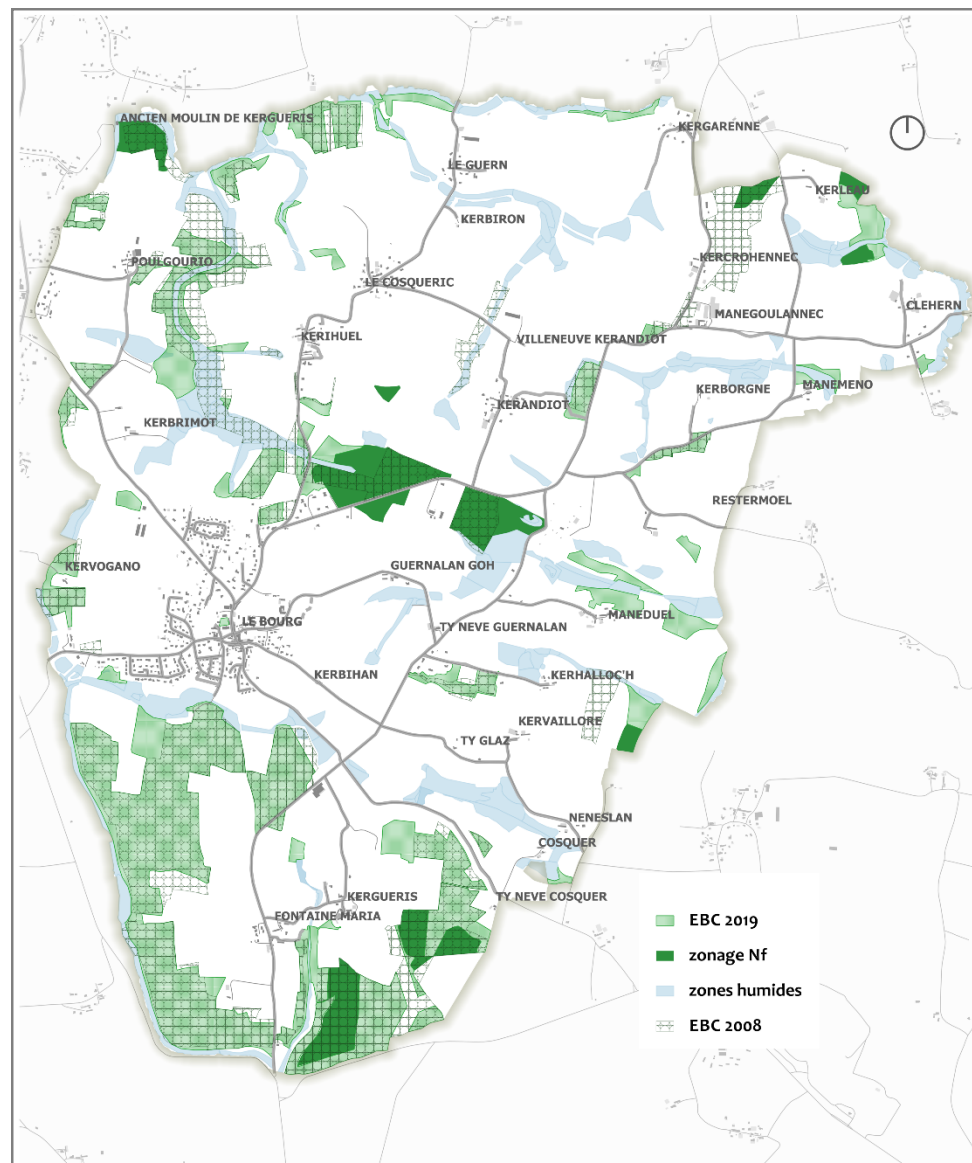 ANCIEN MOULIN DE KERGUERIS
KERGARENNE
LE GUERN
KERLEAU
KERBIRON
POULGOURIO
KERCROHENNEC
LE COSQUERIC
CLEHERN
MANEGOULANNEC
KERIHUEL
VILLENEUVE KERANDIOT
MANEMENO
KERBORGNE
KERANDIOT
KERBRIMOT
RESTERMOEL
KERVOGANO
GUERNALAN GOH
MANEDUEL
LE BOURG
TY NEVE GUERNALAN
KERBIHAN
KERHALLOC'H
KERVAILLORE
TY GLAZ
NENESLAN
COSQUER
KERGUERIS
TY NEVE COSQUER
FONTAINE MARIA
EBC 2019
zonage Nf
zones humides
EBC 2008